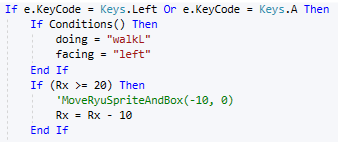 If e.KeyCode = Keys.Left Or e.KeyCode = Keys.A Then
    If Conditions() Then
        doing = "walkL"
        facing = "left"
    End If
    If (Rx >= 20) Then
        'MoveRyuSpriteAndBox(-10, 0)
        Rx = Rx - 10
    End If